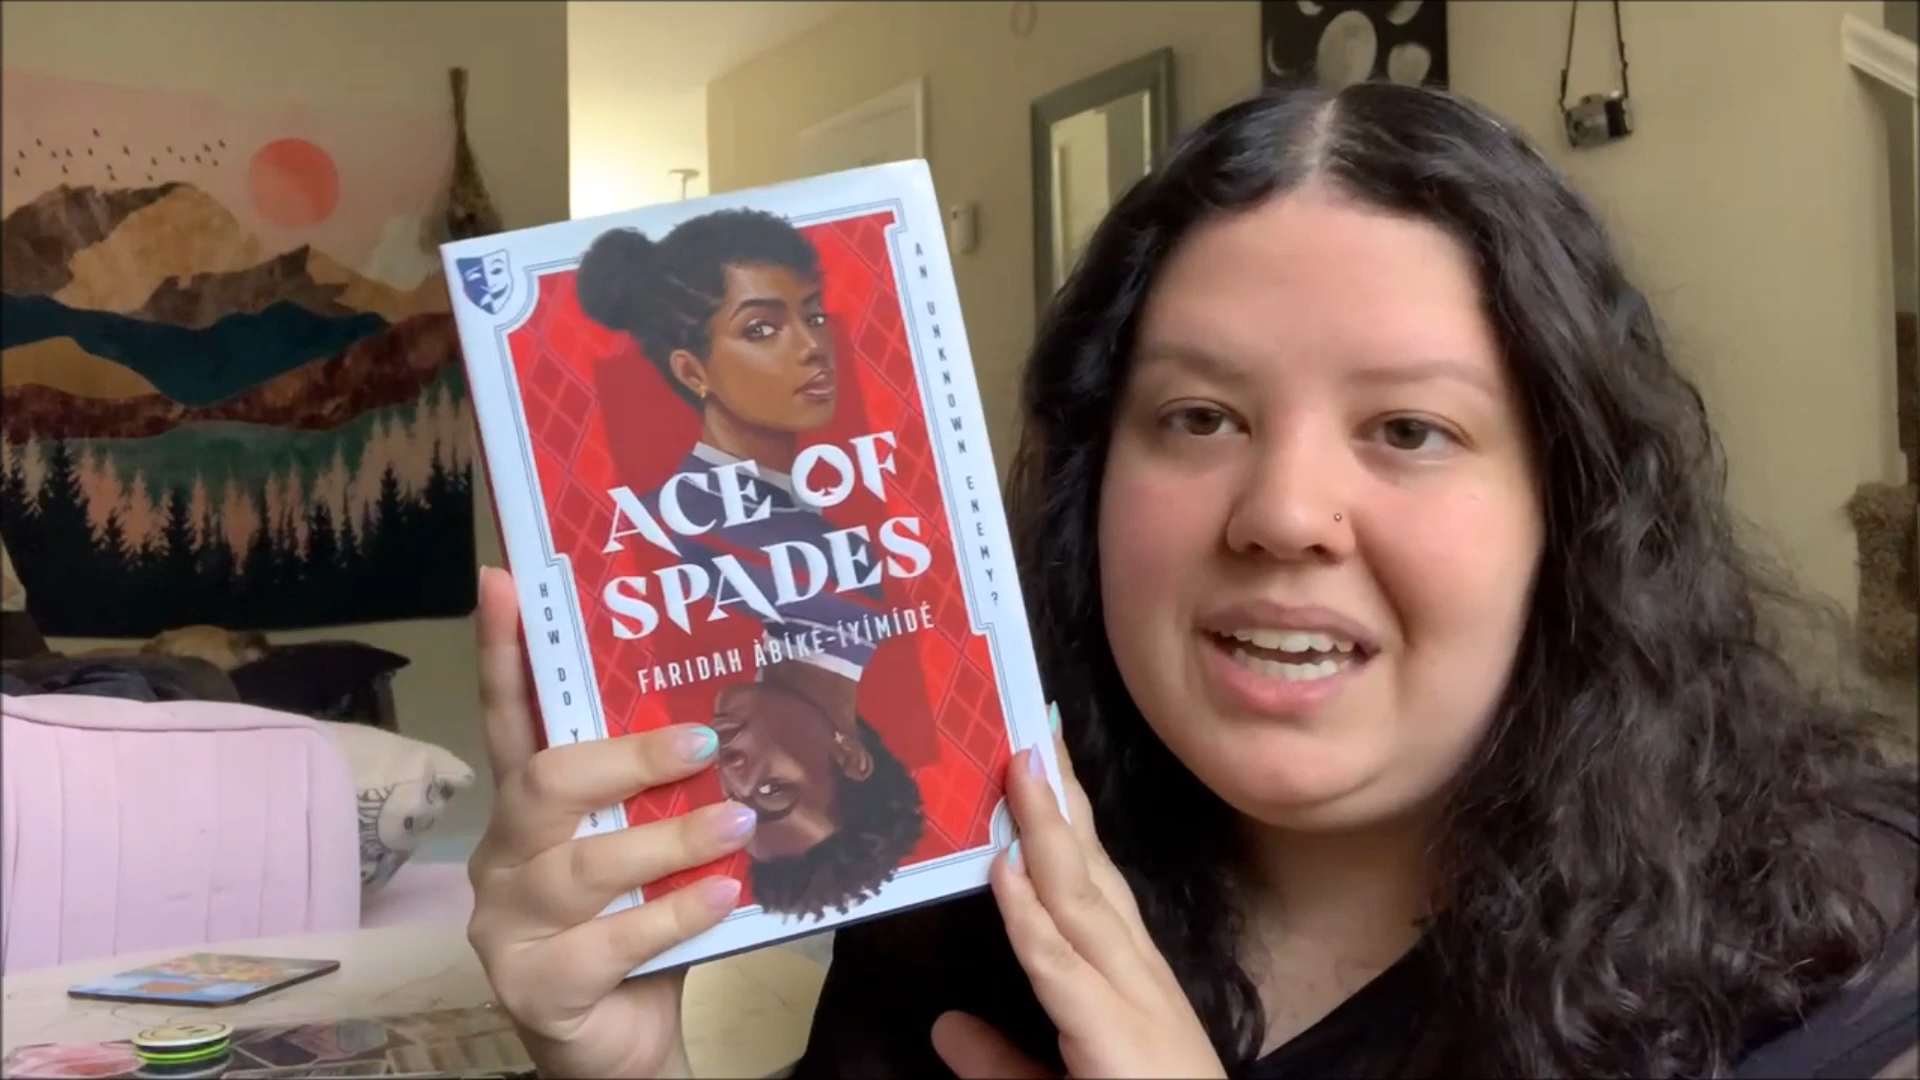 ACE OF
SPADES
FARIDAH ÀBÍKÉ-ÍYÍMÍDÉ
AN UNKNOWN ENEMY?
HOW DO